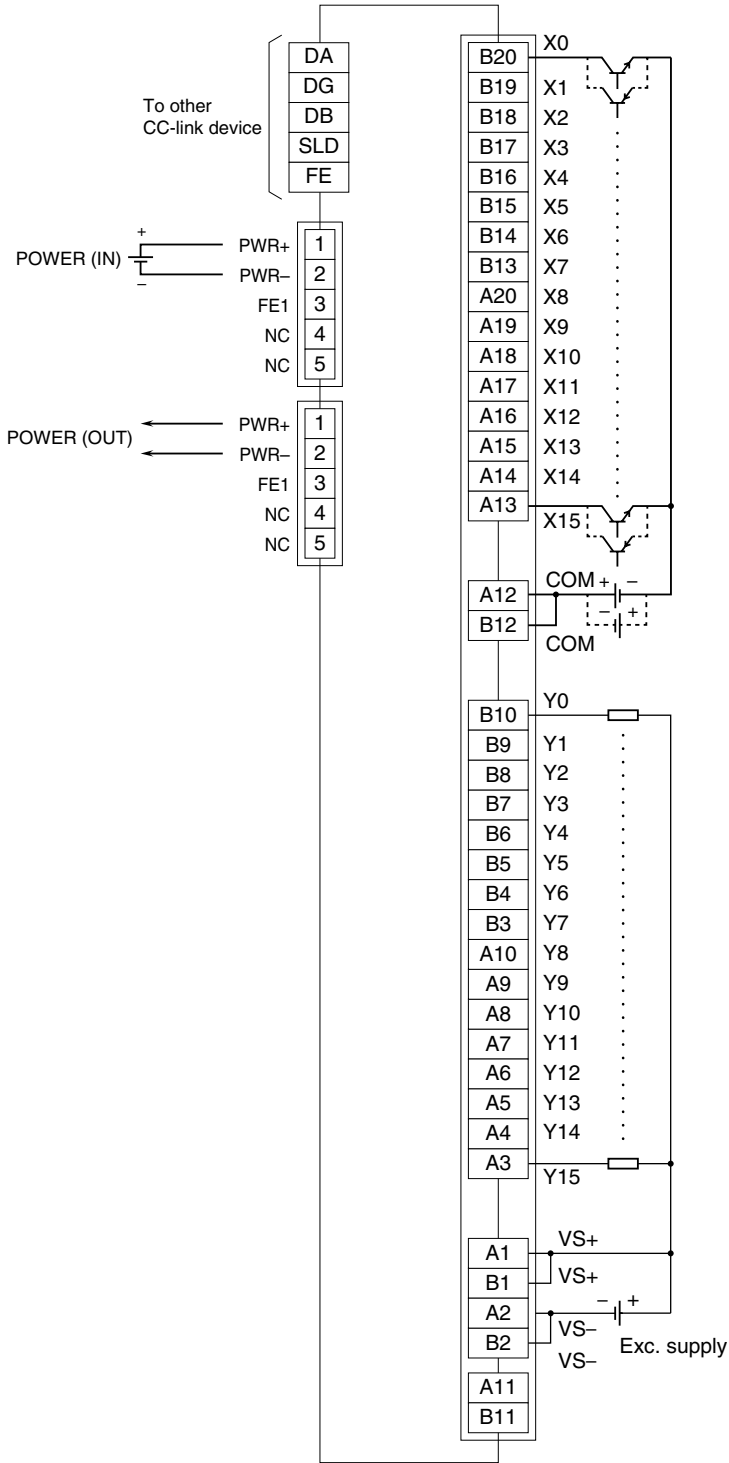 To other
CC-link device
DA
DG
DB
SLD
FE
POWER (IN)
+
–
PWR+ 1
PWR– 2
FE1 3
NC 4
NC 5
POWER (OUT)
PWR+ 1
PWR– 2
FE1 3
NC 4
NC 5
B20 X0
B19 X1
B18 X2
B17 X3
B16 X4
B15 X5
B14 X6
B13 X7
A20 X8
A19 X9
A18 X10
A17 X11
A16 X12
A15 X13
A14 X14
A13 X15
A12 COM + –
– +
B12 COM
B10 Y0
B9 Y1
B8 Y2
B7 Y3
B6 Y4
B5 Y5
B4 Y6
B3 Y7
A10 Y8
A9 Y9
A8 Y10
A7 Y11
A6 Y12
A5 Y13
A4 Y14
A3 Y15
A1 VS+
B1 VS+
A2 VS– – +
B2 VS–
Exc. supply
A11
B11